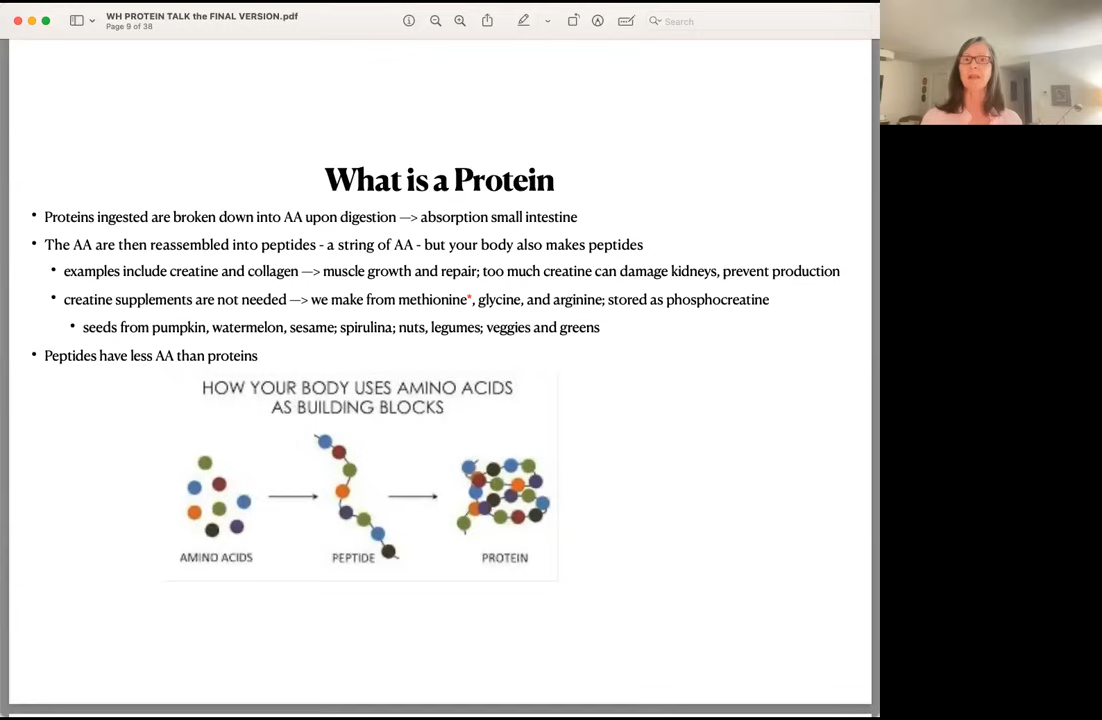 WH PROTEIN TALK the FINAL VERSION.pdf
Page 9 of 38
Search
What is a Protein
• Proteins ingested are broken down into AA upon digestion —> absorption small intestine
• The AA are then reassembled into peptides - a string of AA - but your body also makes peptides
• examples include creatine and collagen —> muscle growth and repair; too much creatine can damage kidneys, prevent production
• creatine supplements are not needed —> we make from methionine*, glycine, and arginine; stored as phosphocreatine
• seeds from pumpkin, watermelon, sesame; spirulina; nuts, legumes; veggies and greens
• Peptides have less AA than proteins
HOW YOUR BODY USES AMINO ACIDS
AS BUILDING BLOCKS
AMINO ACIDS PEPTIDE PROTEIN